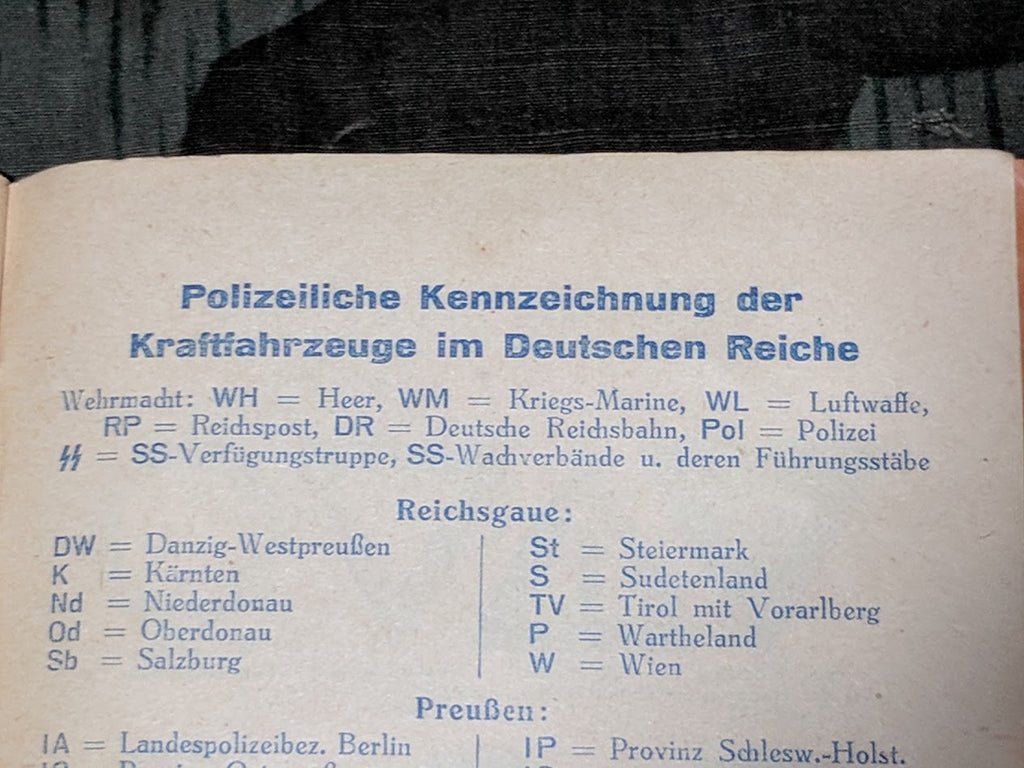 Polizeiliche Kennzeichnung der
Kraftfahrzeuge im Deutschen Reiche
Wehrmacht: WH = Heer, WM = Kriegs-Marine, WL = Luftwaffe,
RP = Reichspost, DR = Deutsche Reichsbahn, Pol = Polizei
ᛋᛋ = SS-Verfügungstruppe, SS-Wachverbände u. deren Führungsstäbe
Reichsgaue:
DW = Danzig-Westpreußen
K = Kärnten
Nd = Niederdonau
Od = Oberdonau
Sb = Salzburg
St = Steiermark
S = Sudetenland
TV = Tirol mit Vorarlberg
P = Wartheland
W = Wien
Preußen:
IA = Landespolizeibez. Berlin
IP = Provinz Schlesw.-Holst.